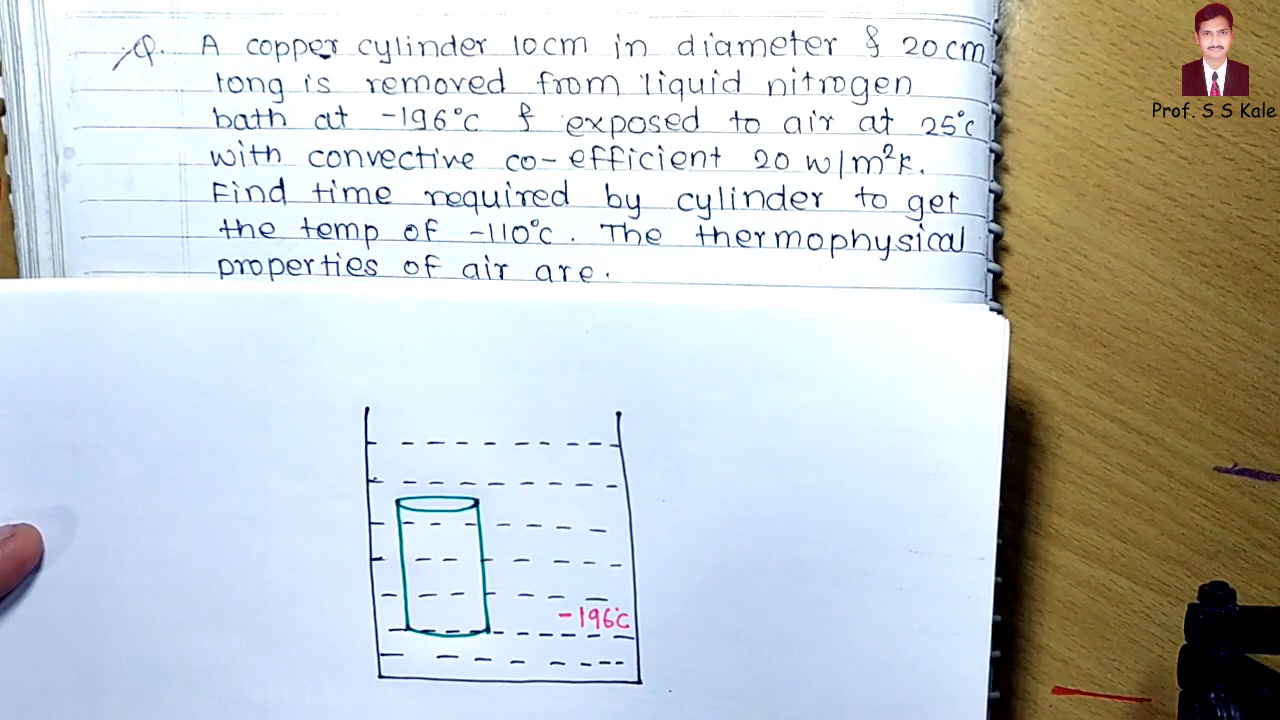 Q. A copper cylinder 10cm in diameter & 20cm
long is removed from liquid nitrogen
bath at -196°c & exposed to air at 25°c
with convective co-efficient 20 w/m²k.
Find time required by cylinder to get
the temp of -110°c. The thermophysical
properties of air are.
Prof. S S Kale
-196°c